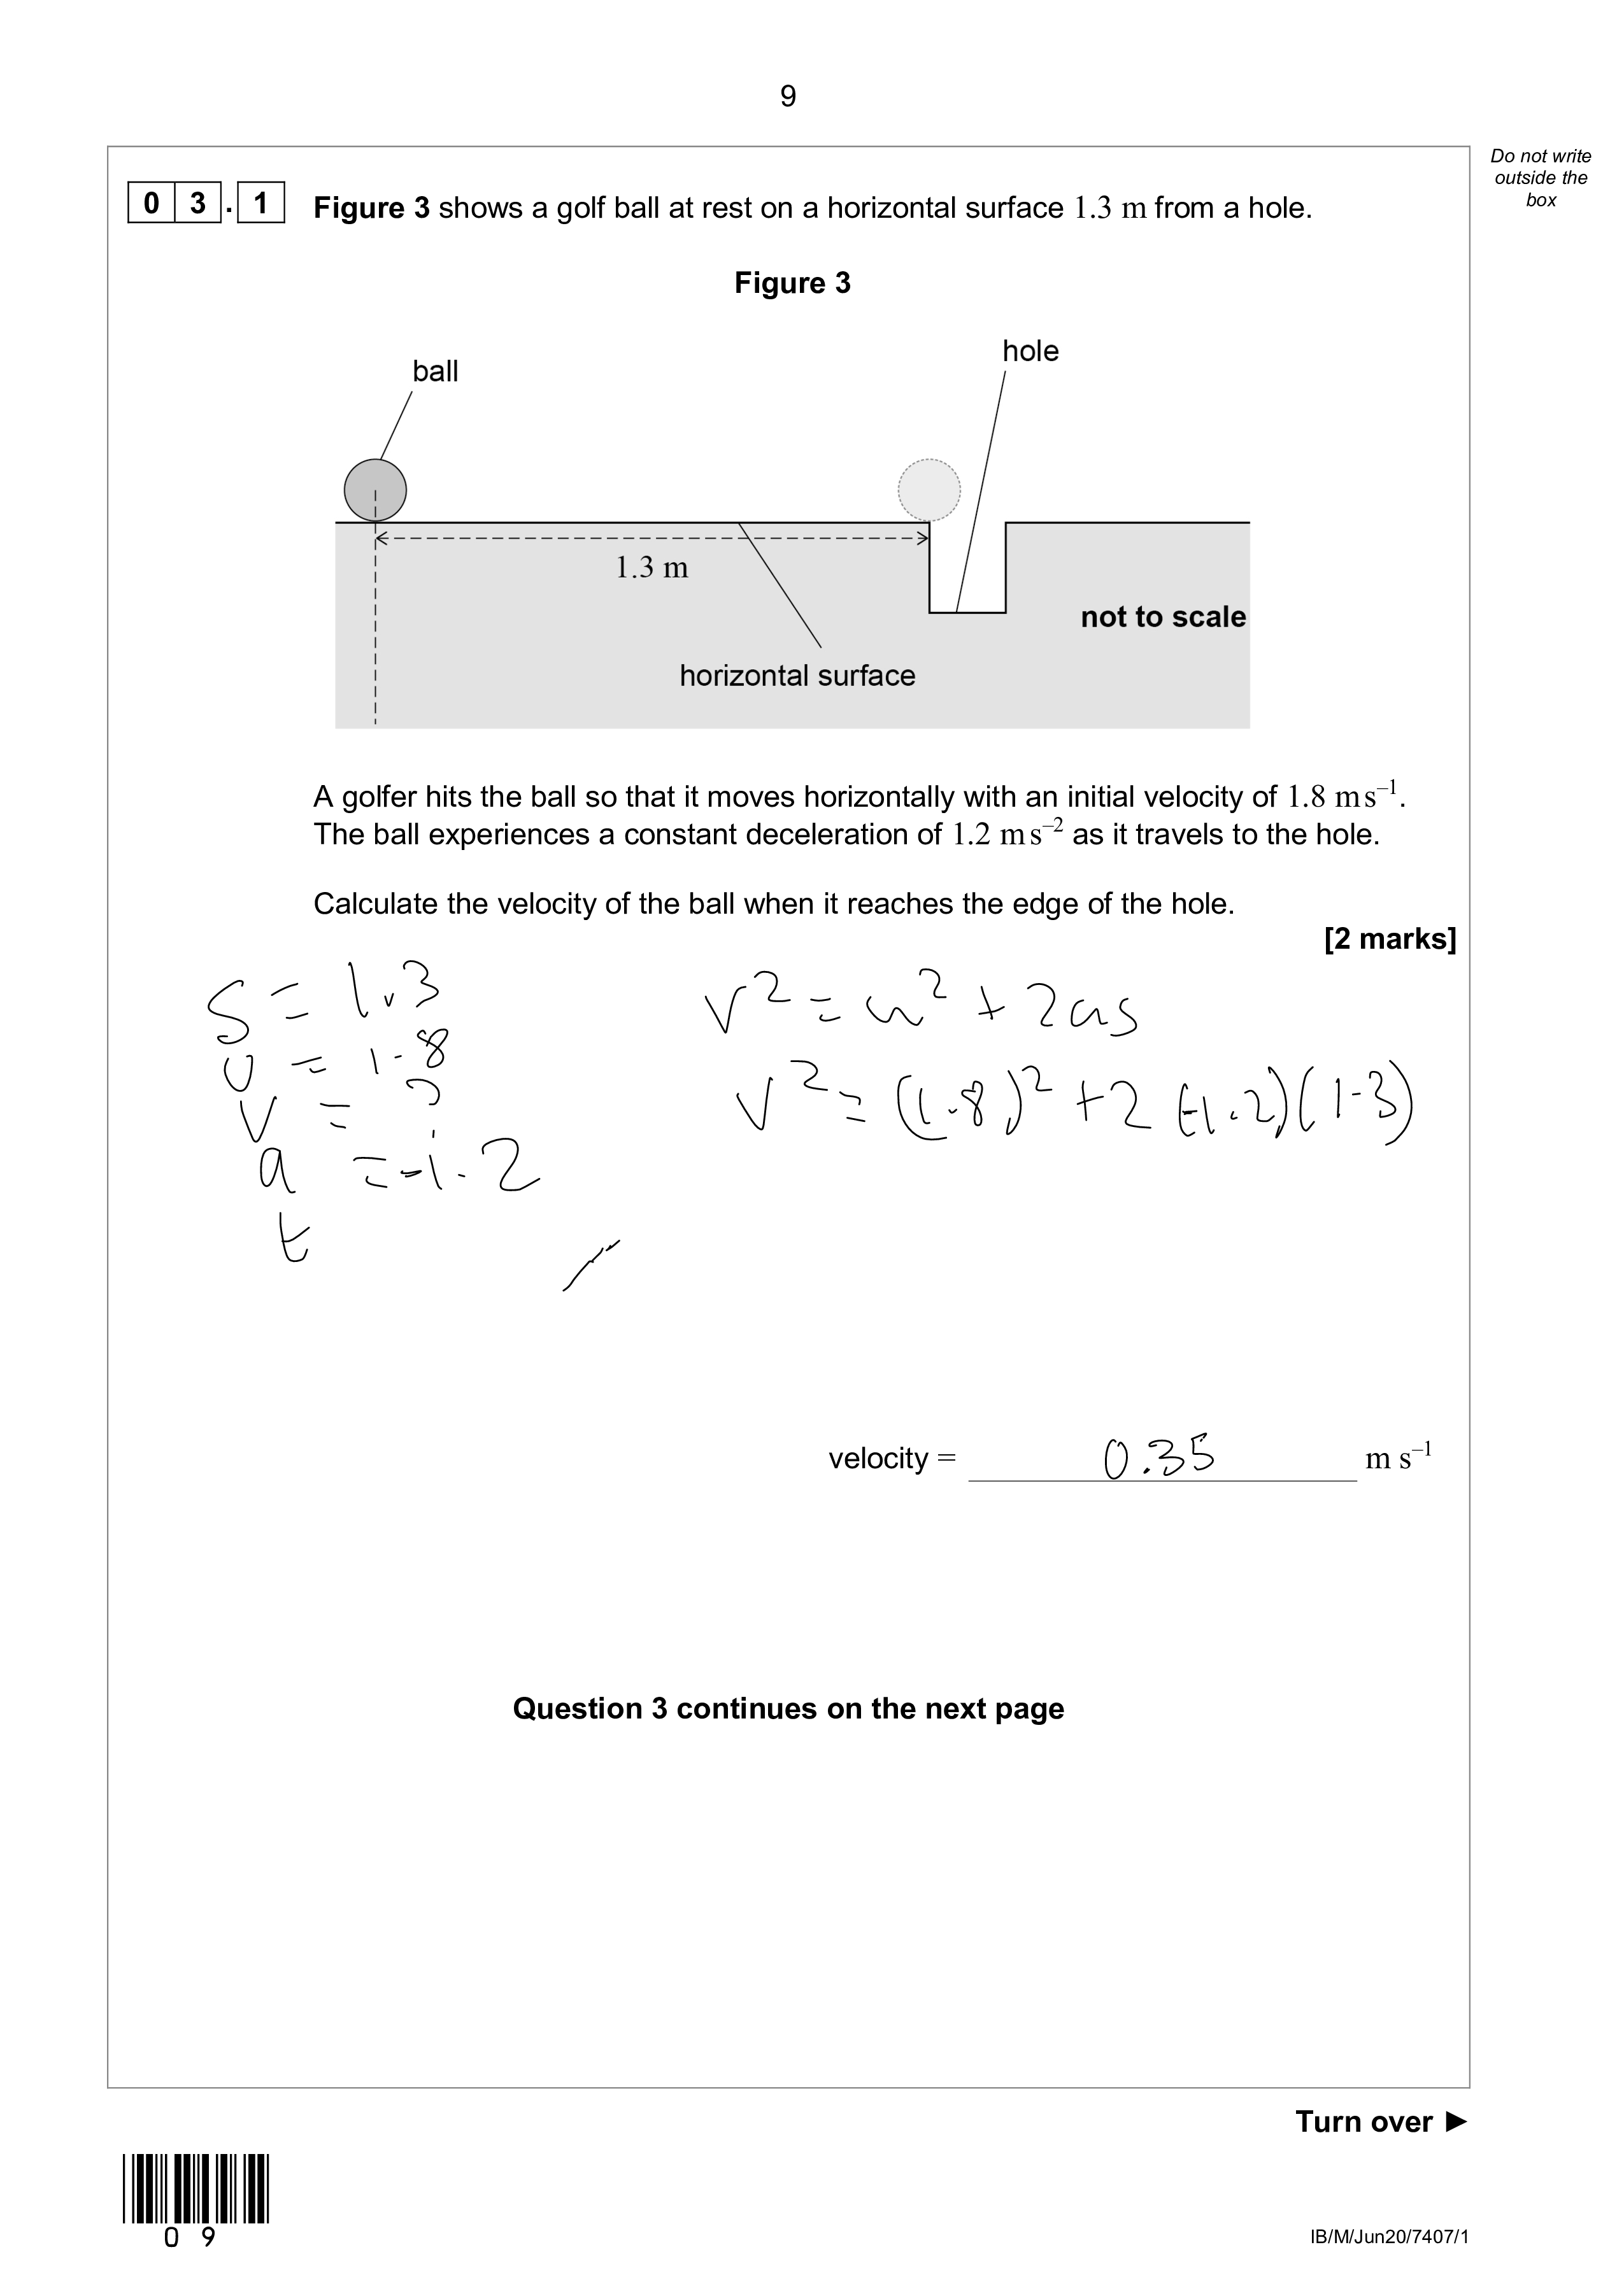 9
Do not write
outside the
box
0 3 . 1 Figure 3 shows a golf ball at rest on a horizontal surface 1.3 m from a hole.
Figure 3
hole
ball
1.3 m
not to scale
horizontal surface
A golfer hits the ball so that it moves horizontally with an initial velocity of 1.8 m s⁻¹.
The ball experiences a constant deceleration of 1.2 m s⁻² as it travels to the hole.
Calculate the velocity of the ball when it reaches the edge of the hole.
[2 marks]
s = 1.3
u = 1.8
v = ?
a = -1.2
t
v² = u² + 2as
v² = (1.8)² + 2(-1.2)(1.3)
velocity = 0.35 m s⁻¹
Question 3 continues on the next page
Turn over ►
09
IB/M/Jun20/7407/1